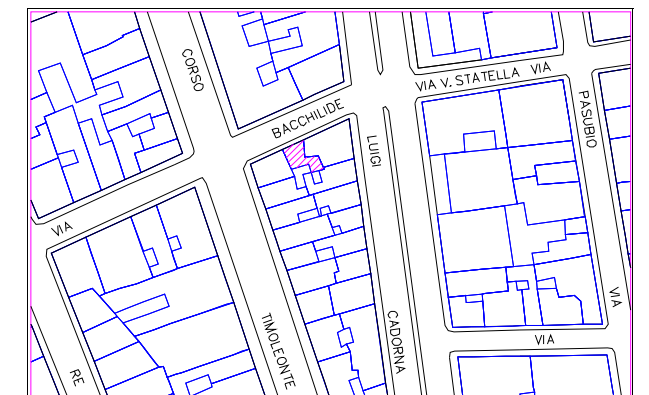 CORSO
VIA V. STATELLA VIA
BACCHILIDE
PASUBIO
LUIGI
VIA
VIA
TIMOLEONTE
CADORNA
VIA
RE